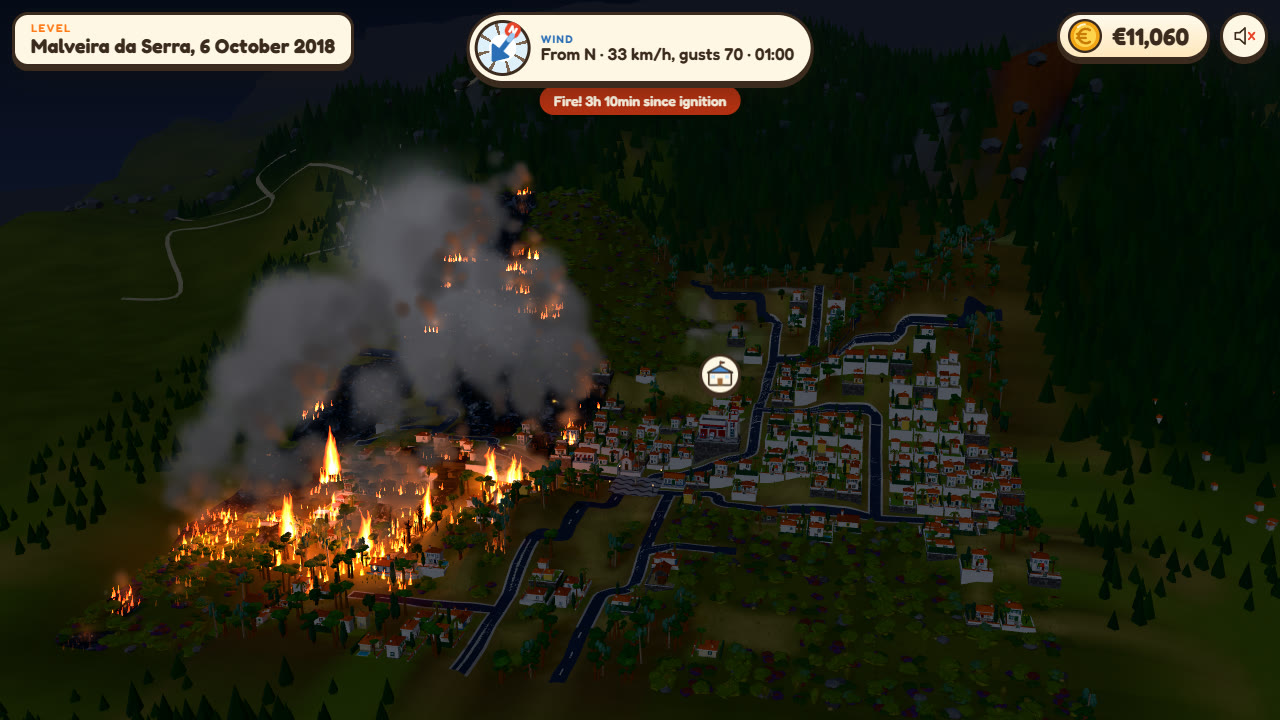 LEVEL
Malveira da Serra, 6 October 2018
WIND
From N · 33 km/h, gusts 70 · 01:00
N
€
€11,060
Fire! 3h 10min since ignition